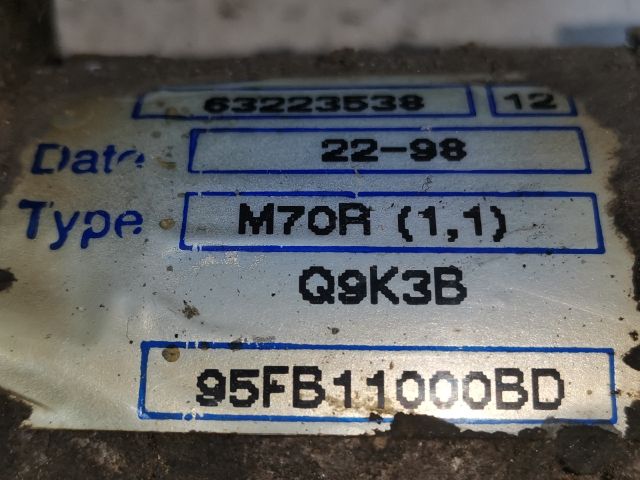 63223538 12
Date 22-98
Type M70R (1,1)
Q9K3B
95FB11000BD